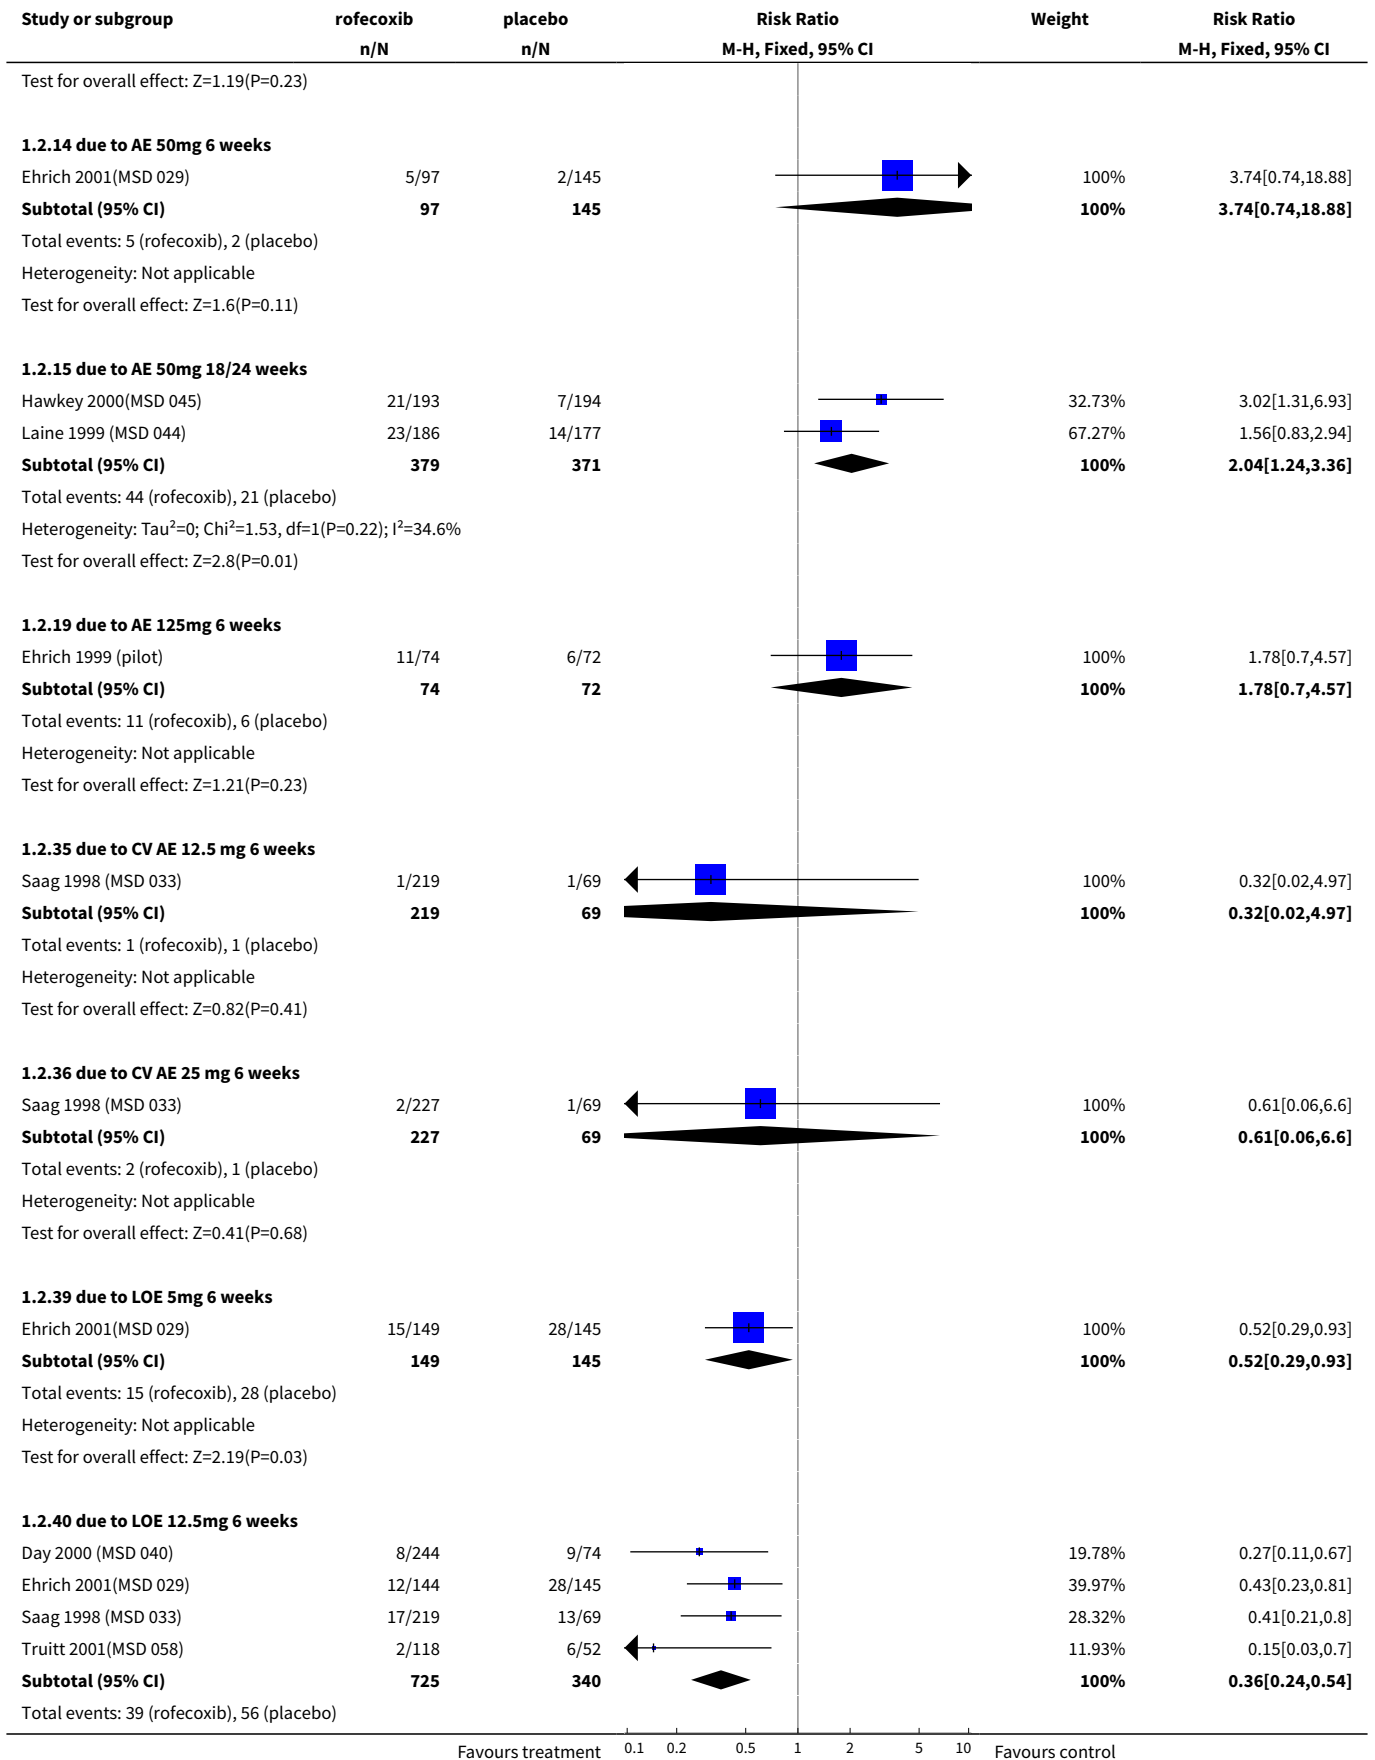 Study or subgroup rofecoxib placebo Risk Ratio Weight Risk Ratio
n/N n/N M-H, Fixed, 95% CI M-H, Fixed, 95% CI
Test for overall effect: Z=1.19(P=0.23)
1.2.14 due to AE 50mg 6 weeks
Ehrich 2001(MSD 029) 5/97 2/145 100% 3.74[0.74,18.88]
Subtotal (95% CI) 97 145 100% 3.74[0.74,18.88]
Total events: 5 (rofecoxib), 2 (placebo)
Heterogeneity: Not applicable
Test for overall effect: Z=1.6(P=0.11)
1.2.15 due to AE 50mg 18/24 weeks
Hawkey 2000(MSD 045) 21/193 7/194 32.73% 3.02[1.31,6.93]
Laine 1999 (MSD 044) 23/186 14/177 67.27% 1.56[0.83,2.94]
Subtotal (95% CI) 379 371 100% 2.04[1.24,3.36]
Total events: 44 (rofecoxib), 21 (placebo)
Heterogeneity: Tau²=0; Chi²=1.53, df=1(P=0.22); I²=34.6%
Test for overall effect: Z=2.8(P=0.01)
1.2.19 due to AE 125mg 6 weeks
Ehrich 1999 (pilot) 11/74 6/72 100% 1.78[0.7,4.57]
Subtotal (95% CI) 74 72 100% 1.78[0.7,4.57]
Total events: 11 (rofecoxib), 6 (placebo)
Heterogeneity: Not applicable
Test for overall effect: Z=1.21(P=0.23)
1.2.35 due to CV AE 12.5 mg 6 weeks
Saag 1998 (MSD 033) 1/219 1/69 100% 0.32[0.02,4.97]
Subtotal (95% CI) 219 69 100% 0.32[0.02,4.97]
Total events: 1 (rofecoxib), 1 (placebo)
Heterogeneity: Not applicable
Test for overall effect: Z=0.82(P=0.41)
1.2.36 due to CV AE 25 mg 6 weeks
Saag 1998 (MSD 033) 2/227 1/69 100% 0.61[0.06,6.6]
Subtotal (95% CI) 227 69 100% 0.61[0.06,6.6]
Total events: 2 (rofecoxib), 1 (placebo)
Heterogeneity: Not applicable
Test for overall effect: Z=0.41(P=0.68)
1.2.39 due to LOE 5mg 6 weeks
Ehrich 2001(MSD 029) 15/149 28/145 100% 0.52[0.29,0.93]
Subtotal (95% CI) 149 145 100% 0.52[0.29,0.93]
Total events: 15 (rofecoxib), 28 (placebo)
Heterogeneity: Not applicable
Test for overall effect: Z=2.19(P=0.03)
1.2.40 due to LOE 12.5mg 6 weeks
Day 2000 (MSD 040) 8/244 9/74 19.78% 0.27[0.11,0.67]
Ehrich 2001(MSD 029) 12/144 28/145 39.97% 0.43[0.23,0.81]
Saag 1998 (MSD 033) 17/219 13/69 28.32% 0.41[0.21,0.8]
Truitt 2001(MSD 058) 2/118 6/52 11.93% 0.15[0.03,0.7]
Subtotal (95% CI) 725 340 100% 0.36[0.24,0.54]
Total events: 39 (rofecoxib), 56 (placebo)
Favours treatment 0.1 0.2 0.5 1 2 5 10 Favours control